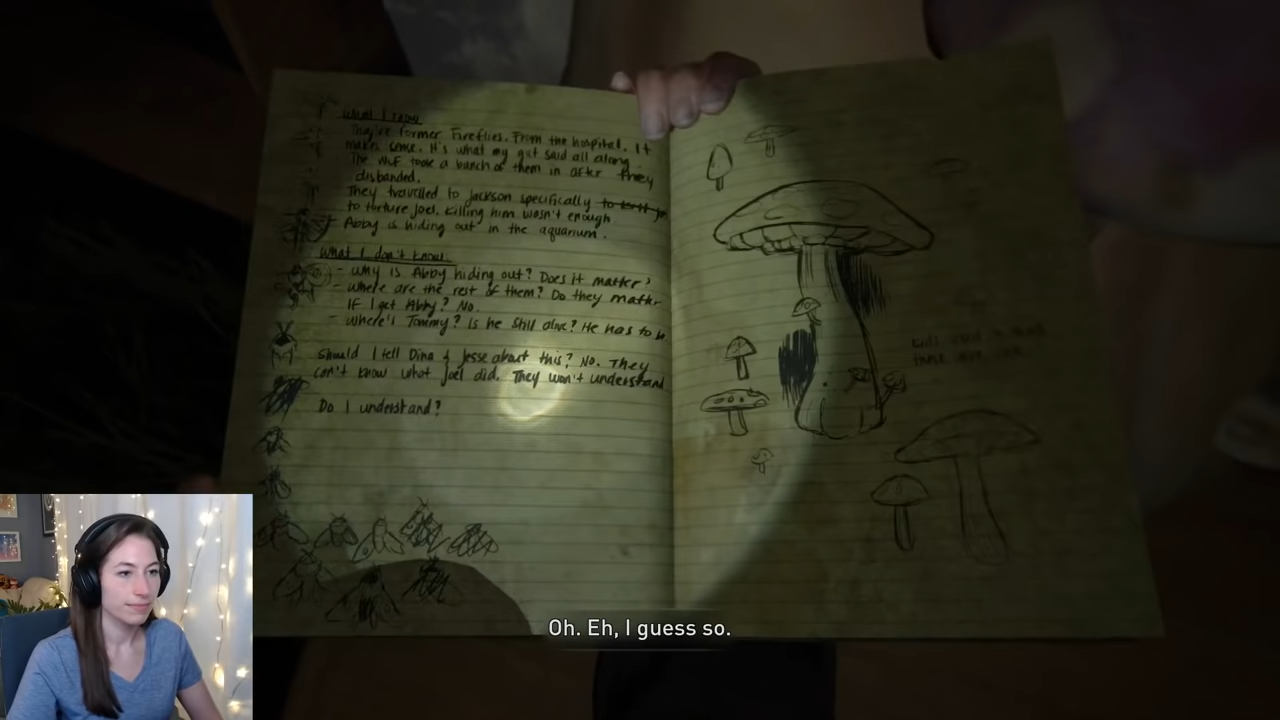 What I know
They're former Fireflies. From the hospital. It
makes sense. It's what my gut said all along.
The WLF took a bunch of them in after they
disbanded.
They travelled to Jackson specifically
to torture Joel. Killing him wasn't enough.
Abby is hiding out in the aquarium.
What I don't know:
- Why is Abby hiding out? Does it matter?
- Where are the rest of them? Do they matter
If I get Abby? No.
- Where's Tommy? Is he still alive? He has to be
Should I tell Dina & Jesse about this? No. They
can't know what Joel did. They won't understand
Do I understand?
Oh. Eh, I guess so.